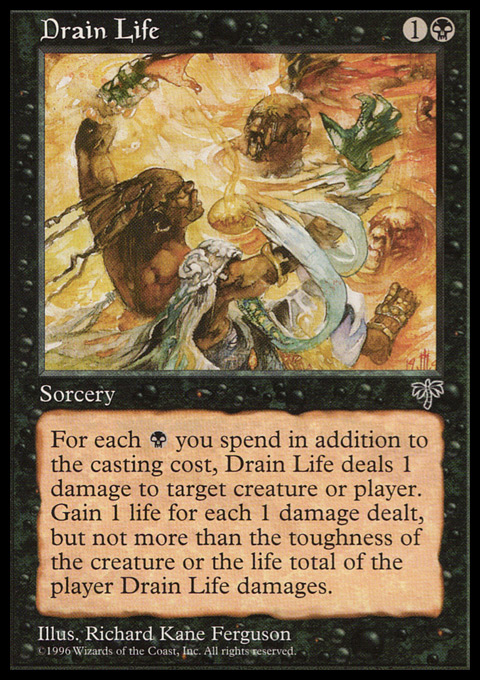 Drain Life 1
Sorcery
For each you spend in addition to
the casting cost, Drain Life deals 1
damage to target creature or player.
Gain 1 life for each 1 damage dealt,
but not more than the toughness of
the creature or the life total of the
player Drain Life damages.
Illus. Richard Kane Ferguson
©1996 Wizards of the Coast, Inc. All rights reserved.